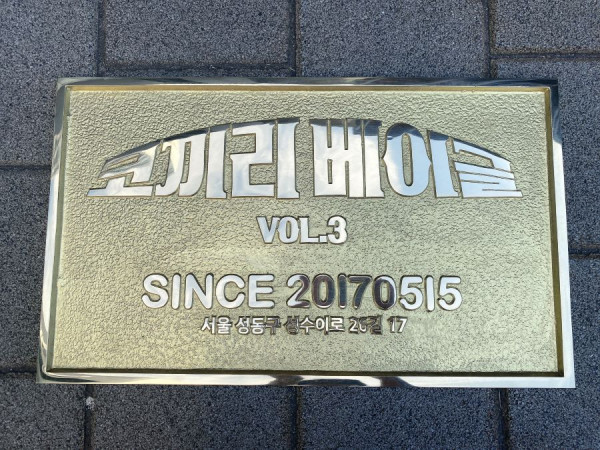 코끼리 베이글
VOL.3
SINCE 20170515
서울 성동구 성수이로 26길 17